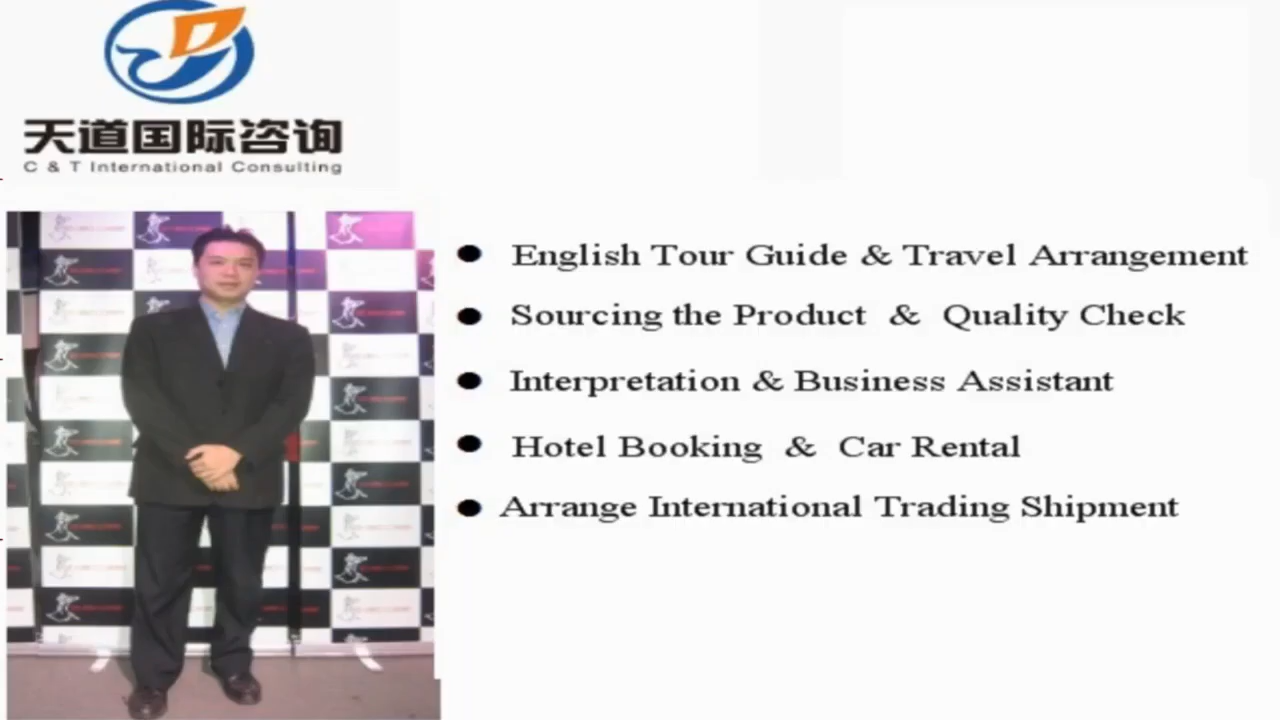 天道国际咨询
C & T International Consulting
● English Tour Guide & Travel Arrangement
● Sourcing the Product & Quality Check
● Interpretation & Business Assistant
● Hotel Booking & Car Rental
● Arrange International Trading Shipment